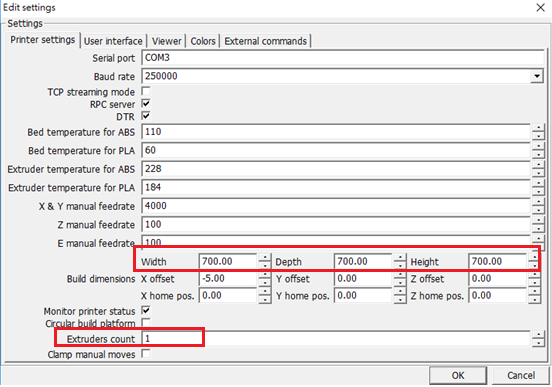 Edit settings
Settings
Printer settings User interface Viewer Colors External commands
Serial port COM3
Baud rate 250000
TCP streaming mode
RPC server
DTR
Bed temperature for ABS 110
Bed temperature for PLA 60
Extruder temperature for ABS 228
Extruder temperature for PLA 184
X & Y manual feedrate 4000
Z manual feedrate 100
E manual feedrate 100
Width 700.00 Depth 700.00 Height 700.00
Build dimensions X offset -5.00 Y offset 0.00 Z offset 0.00
X home pos. 0.00 Y home pos. 0.00 Z home pos. 0.00
Monitor printer status
Circular build platform
Extruders count 1
Clamp manual moves
OK Cancel